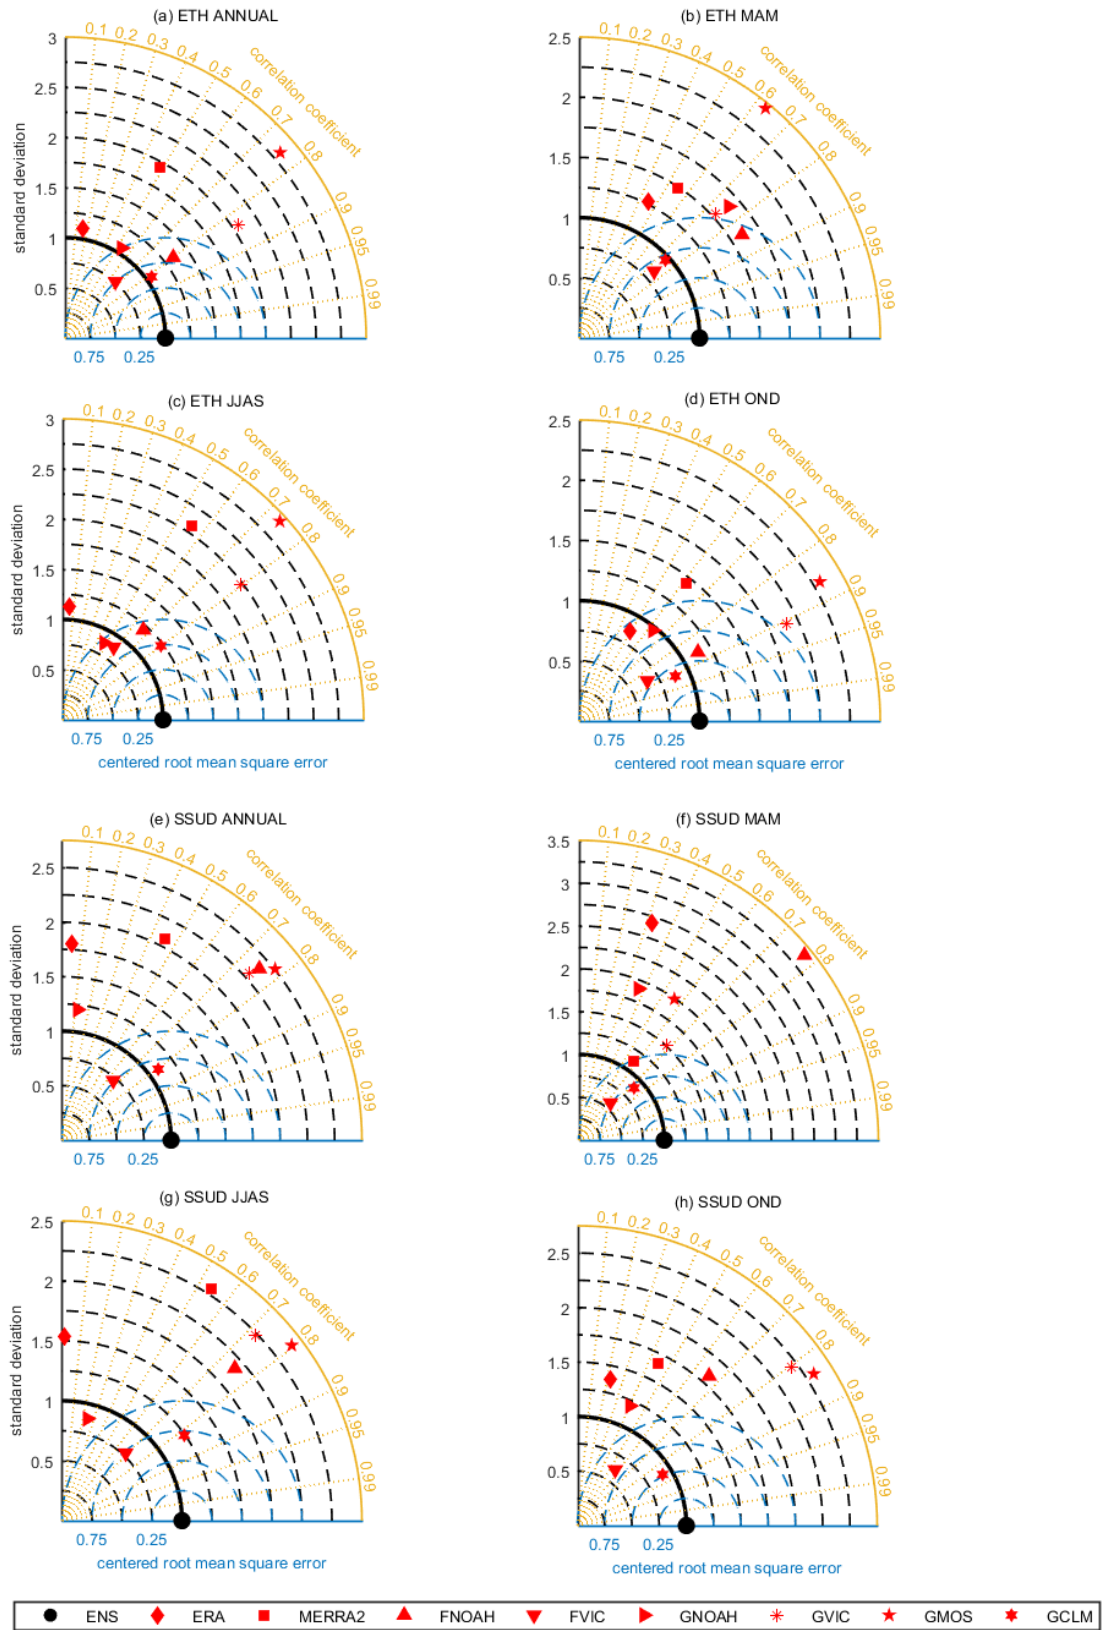 (a) ETH ANNUAL
3
2.5
2
1.5
1
0.5
standard deviation
0.1 0.2 0.3 0.4 0.5 0.6 0.7 0.8 0.9 0.95 0.99
correlation coefficient
0.75 0.25
(b) ETH MAM
2.5
2
1.5
1
0.5
0.1 0.2 0.3 0.4 0.5 0.6 0.7 0.8 0.9 0.95 0.99
correlation coefficient
0.75 0.25
(c) ETH JJAS
3
2.5
2
1.5
1
0.5
standard deviation
0.1 0.2 0.3 0.4 0.5 0.6 0.7 0.8 0.9 0.95 0.99
correlation coefficient
0.75 0.25
centered root mean square error
(d) ETH OND
2.5
2
1.5
1
0.5
0.1 0.2 0.3 0.4 0.5 0.6 0.7 0.8 0.9 0.95 0.99
correlation coefficient
0.75 0.25
centered root mean square error
(e) SSUD ANNUAL
2.5
2
1.5
1
0.5
standard deviation
0.1 0.2 0.3 0.4 0.5 0.6 0.7 0.8 0.9 0.95 0.99
correlation coefficient
0.75 0.25
(f) SSUD MAM
3.5
3
2.5
2
1.5
1
0.5
0.1 0.2 0.3 0.4 0.5 0.6 0.7 0.8 0.9 0.95 0.99
correlation coefficient
0.75 0.25
(g) SSUD JJAS
2.5
2
1.5
1
0.5
standard deviation
0.1 0.2 0.3 0.4 0.5 0.6 0.7 0.8 0.9 0.95 0.99
correlation coefficient
0.75 0.25
centered root mean square error
(h) SSUD OND
2.5
2
1.5
1
0.5
0.1 0.2 0.3 0.4 0.5 0.6 0.7 0.8 0.9 0.95 0.99
correlation coefficient
0.75 0.25
centered root mean square error
ENS ERA MERRA2 FNOAH FVIC GNOAH GVIC GMOS GCLM